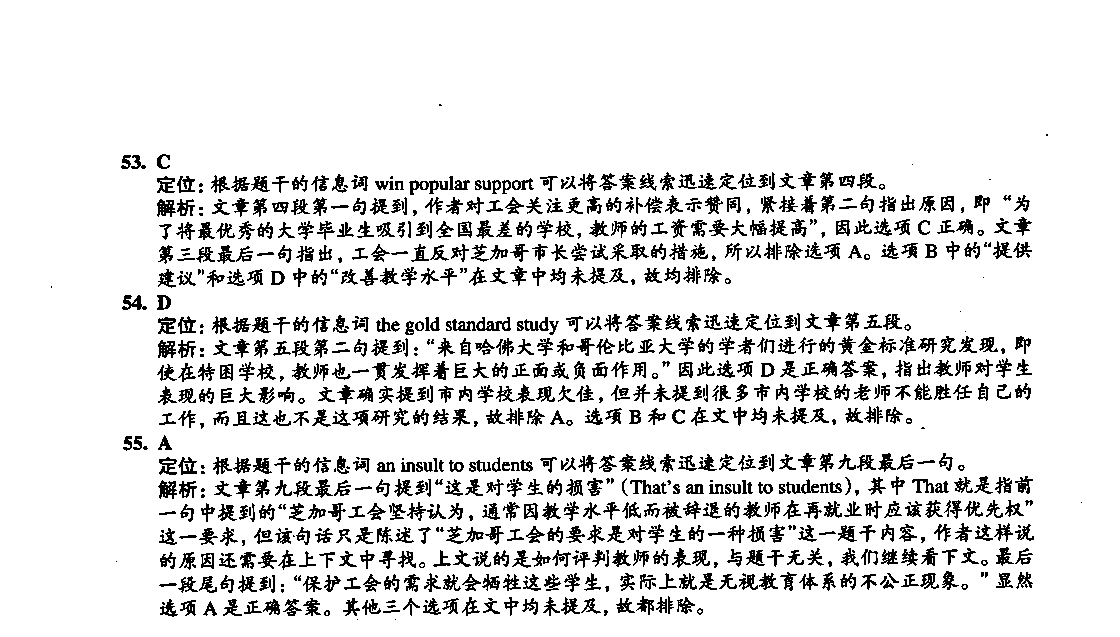 53. C
定位：根据题干的信息词 win popular support 可以将答案线索迅速定位到文章第四段。
解析：文章第四段第一句提到，作者对工会关注更高的补偿表示赞同，紧接着第二句指出原因，即“为
了将最优秀的大学毕业生吸引到全国最差的学校，教师的工资需要大幅提高”，因此选项 C 正确。文章
第三段最后一句指出，工会一直反对芝加哥市长尝试采取的措施，所以排除选项 A。选项 B 中的“提供
建议”和选项 D 中的“改善教学水平”在文章中均未提及，故均排除。
54. D
定位：根据题干的信息词 the gold standard study 可以将答案线索迅速定位到文章第五段。
解析：文章第五段第二句提到：“来自哈佛大学和哥伦比亚大学的学者们进行的黄金标准研究发现，即
使在特困学校，教师也一贯发挥着巨大的正面或负面作用。”因此选项 D 是正确答案，指出教师对学生
表现的巨大影响。文章确实提到市内学校表现欠佳，但并未提到很多市内学校的老师不能胜任自己的
工作，而且这也不是这项研究的结果，故排除 A。选项 B 和 C 在文中均未提及，故排除。
55. A
定位：根据题干的信息词 an insult to students 可以将答案线索迅速定位到文章第九段最后一句。
解析：文章第九段最后一句提到“这是对学生的损害”（That's an insult to students），其中 That 就是指前
一句中提到的“芝加哥工会坚持认为，通常因教学水平低而被辞退的教师在再就业时应该获得优先权”
这一要求，但该句话只是陈述了“芝加哥工会的要求是对学生的一种损害”这一题干内容，作者这样说
的原因还需要在上下文中寻找。上文说的是如何评判教师的表现，与题干无关，我们继续看下文。最后
一段尾句提到：“保护工会的需求就会牺牲这些学生，实际上就是无视教育体系的不公正现象。”显然
选项 A 是正确答案。其他三个选项在文中均未提及，故都排除。